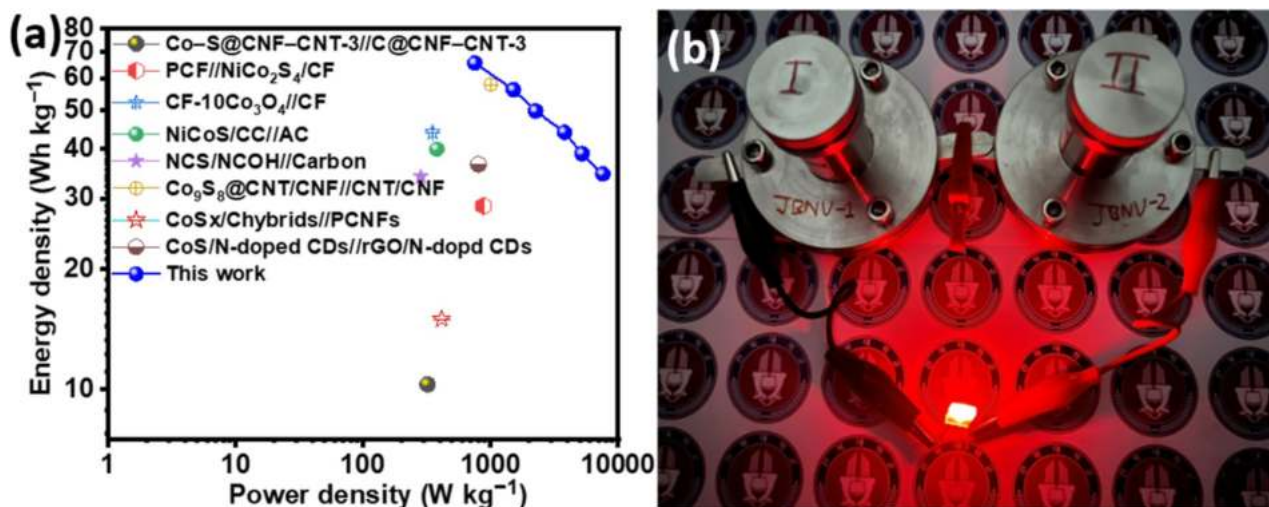 (a)
Co–S@CNF–CNT-3//C@CNF–CNT-3
PCF//NiCo₂S₄/CF
CF-10Co₃O₄//CF
NiCoS/CC//AC
NCS/NCOH//Carbon
Co₉S₈@CNT/CNF//CNT/CNF
CoSx/Chybrids//PCNFs
CoS/N-doped CDs//rGO/N-dopd CDs
This work
Energy density (Wh kg⁻¹)
80
70
60
50
40
30
20
10
1
10
100
1000
10000
Power density (W kg⁻¹)
(b)
I
II
JBNU-1
JBNU-2